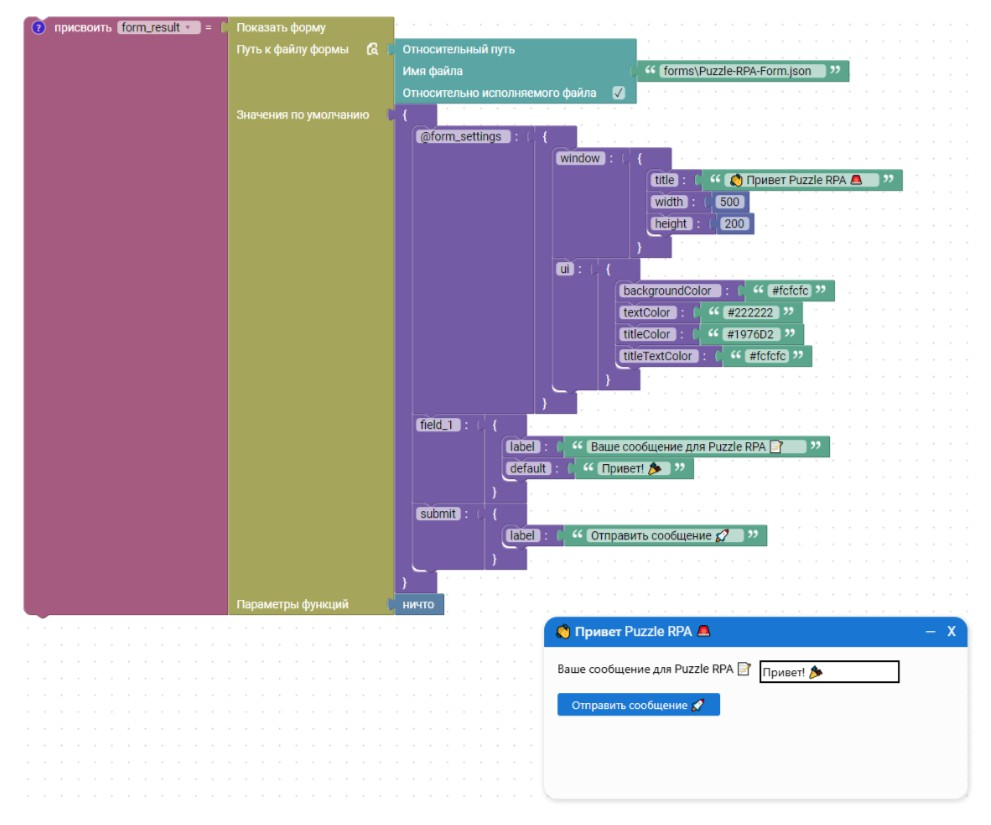 ? присвоить form_result = Показать форму
Путь к файлу формы Относительный путь
Имя файла “ forms\Puzzle-RPA-Form.json ”
Относительно исполняемого файла
Значения по умолчанию {
@form_settings : {
window : {
title : “ Привет Puzzle RPA 🚨 ”
width : 500
height : 200
}
ui : {
backgroundColor : “ #fcfcfc ”
textColor : “ #222222 ”
titleColor : “ #1976D2 ”
titleTextColor : “ #fcfcfc ”
}
}
field_1 : {
label : “ Ваше сообщение для Puzzle RPA 📝 ”
default : “ Привет! 🎉 ”
}
submit : {
label : “ Отправить сообщение 🚀 ”
}
}
Параметры функций ничто
Привет Puzzle RPA 🚨 – X
Ваше сообщение для Puzzle RPA 📝 Привет! 🎉
Отправить сообщение 🚀